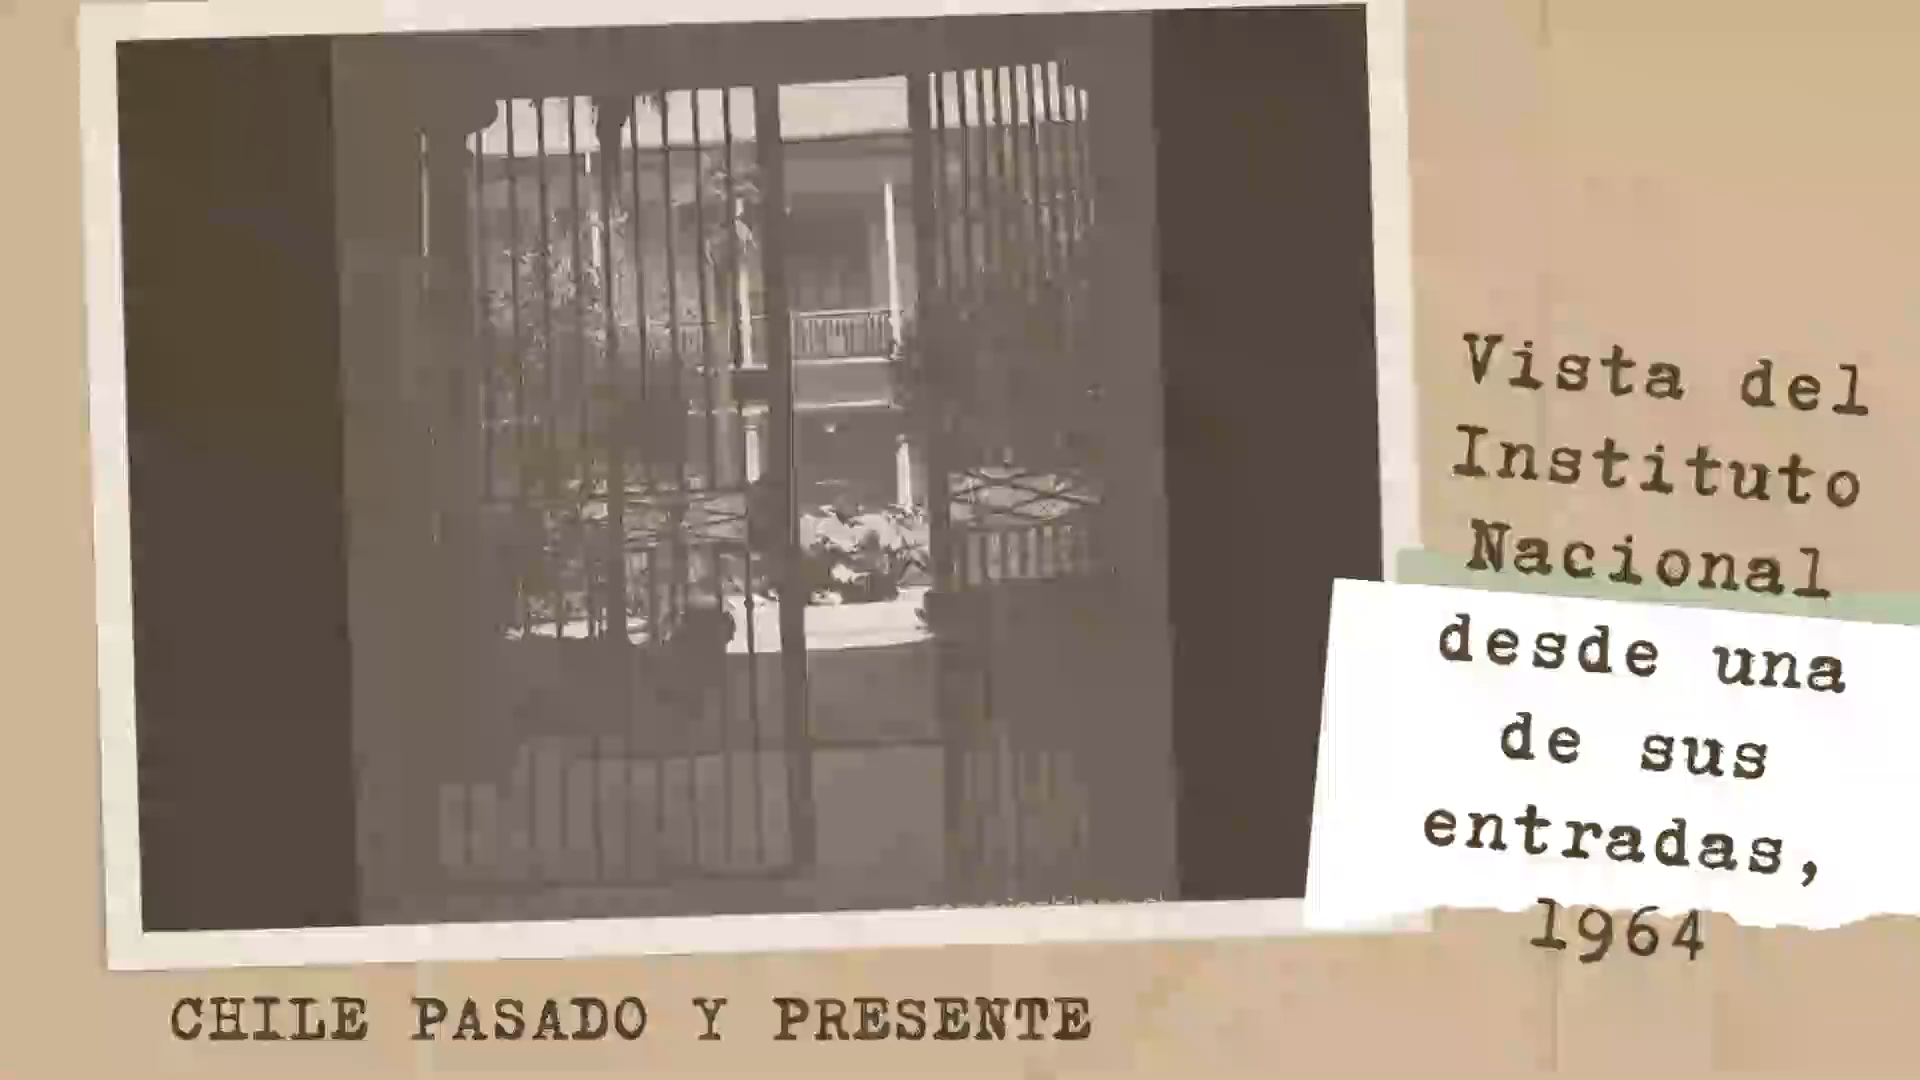 Vista del
Instituto
Nacional
desde una
de sus
entradas,
1964
CHILE PASADO Y PRESENTE